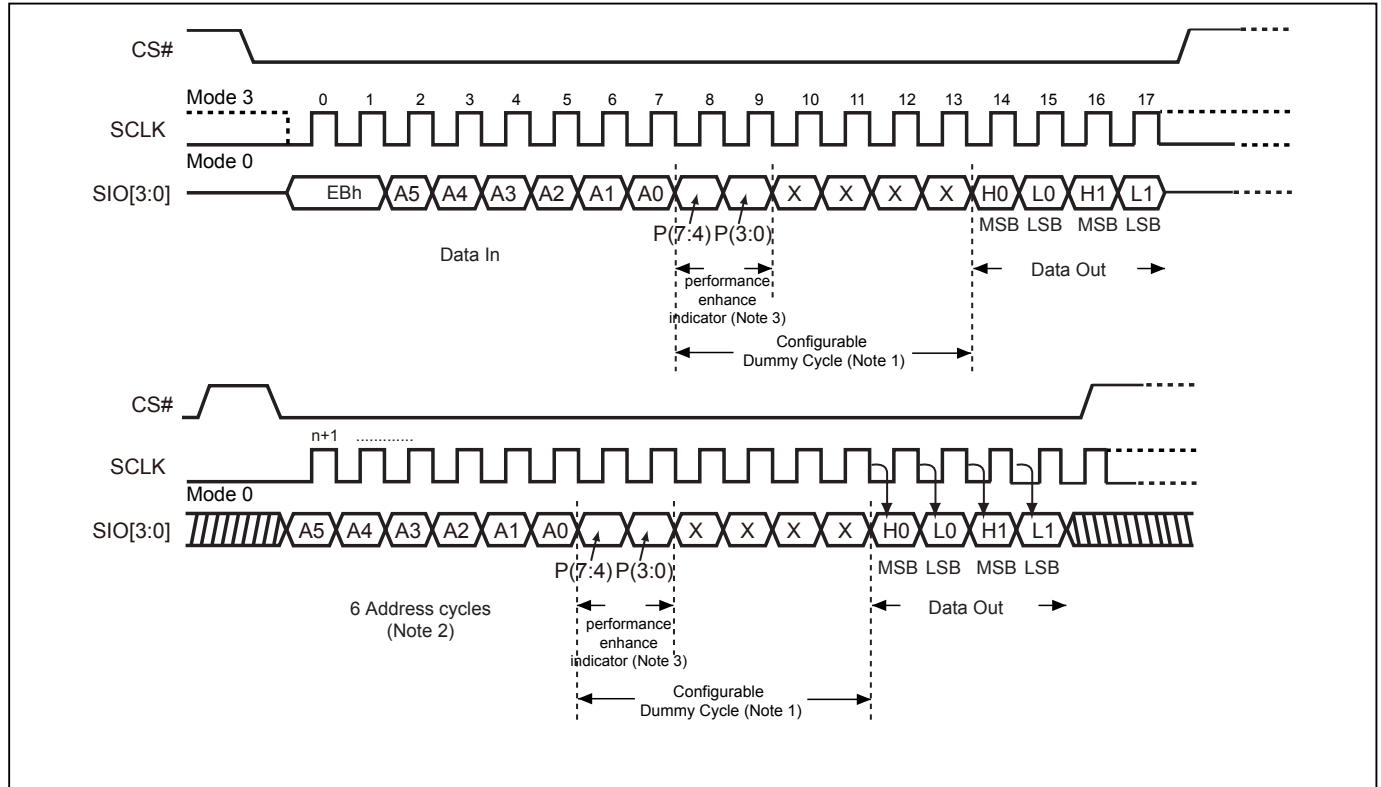 CS#
Mode 3
0 1 2 3 4 5 6 7 8 9 10 11 12 13 14 15 16 17
SCLK
Mode 0
SIO[3:0]
EBh A5 A4 A3 A2 A1 A0 X X X X H0 L0 H1 L1
MSB LSB MSB LSB
P(7:4) P(3:0)
Data In
Data Out
performance
enhance
indicator (Note 3)
Configurable
Dummy Cycle (Note 1)
CS#
n+1 .............
SCLK
Mode 0
SIO[3:0]
A5 A4 A3 A2 A1 A0 X X X X H0 L0 H1 L1
MSB LSB MSB LSB
P(7:4) P(3:0)
6 Address cycles
(Note 2)
Data Out
performance
enhance
indicator (Note 3)
Configurable
Dummy Cycle (Note 1)